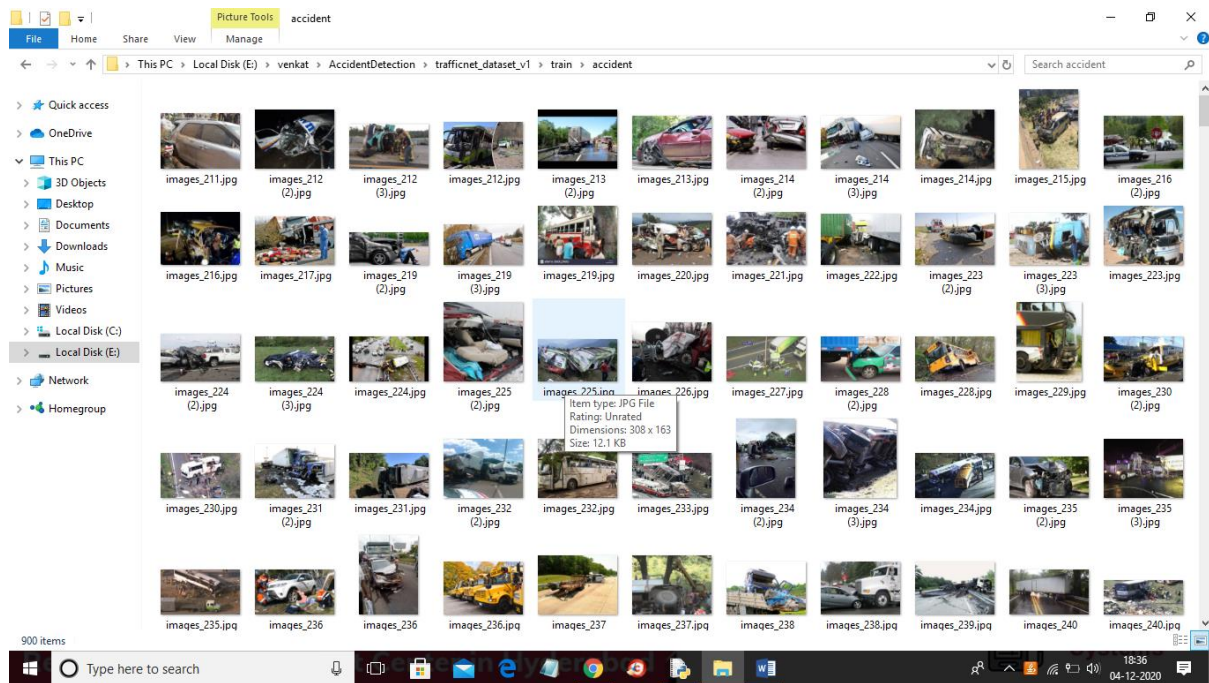 Picture Tools accident
File Home Share View Manage
This PC Local Disk (E:) venkat AccidentDetection trafficnet_dataset_v1 train accident
Search accident
Quick access
OneDrive
This PC
3D Objects
Desktop
Documents
Downloads
Music
Pictures
Videos
Local Disk (C:)
Local Disk (E:)
Network
Homegroup
images_211.jpg images_212 (2).jpg images_212 (3).jpg images_212.jpg images_213 (2).jpg images_213.jpg images_214 (2).jpg images_214 (3).jpg images_214.jpg images_215.jpg images_216 (2).jpg
images_216.jpg images_217.jpg images_219 (2).jpg images_219 (3).jpg images_219.jpg images_220.jpg images_221.jpg images_222.jpg images_223 (2).jpg images_223 (3).jpg images_223.jpg
images_224 (2).jpg images_224 (3).jpg images_224.jpg images_225 (2).jpg images_225.jpg images_226.jpg images_227.jpg images_228 (2).jpg images_228.jpg images_229.jpg images_230 (2).jpg
Item type: JPG File
Rating: Unrated
Dimensions: 308 x 163
Size: 12.1 KB
images_230.jpg images_231 (2).jpg images_231.jpg images_232 (2).jpg images_232.jpg images_233.jpg images_234 (2).jpg images_234 (3).jpg images_234.jpg images_235 (2).jpg images_235 (3).jpg
images_235.jpg images_236 images_236 images_236.jpg images_237 images_237.jpg images_238 images_238.jpg images_239.jpg images_240 images_240.jpg
900 items
Type here to search
18:36
04-12-2020